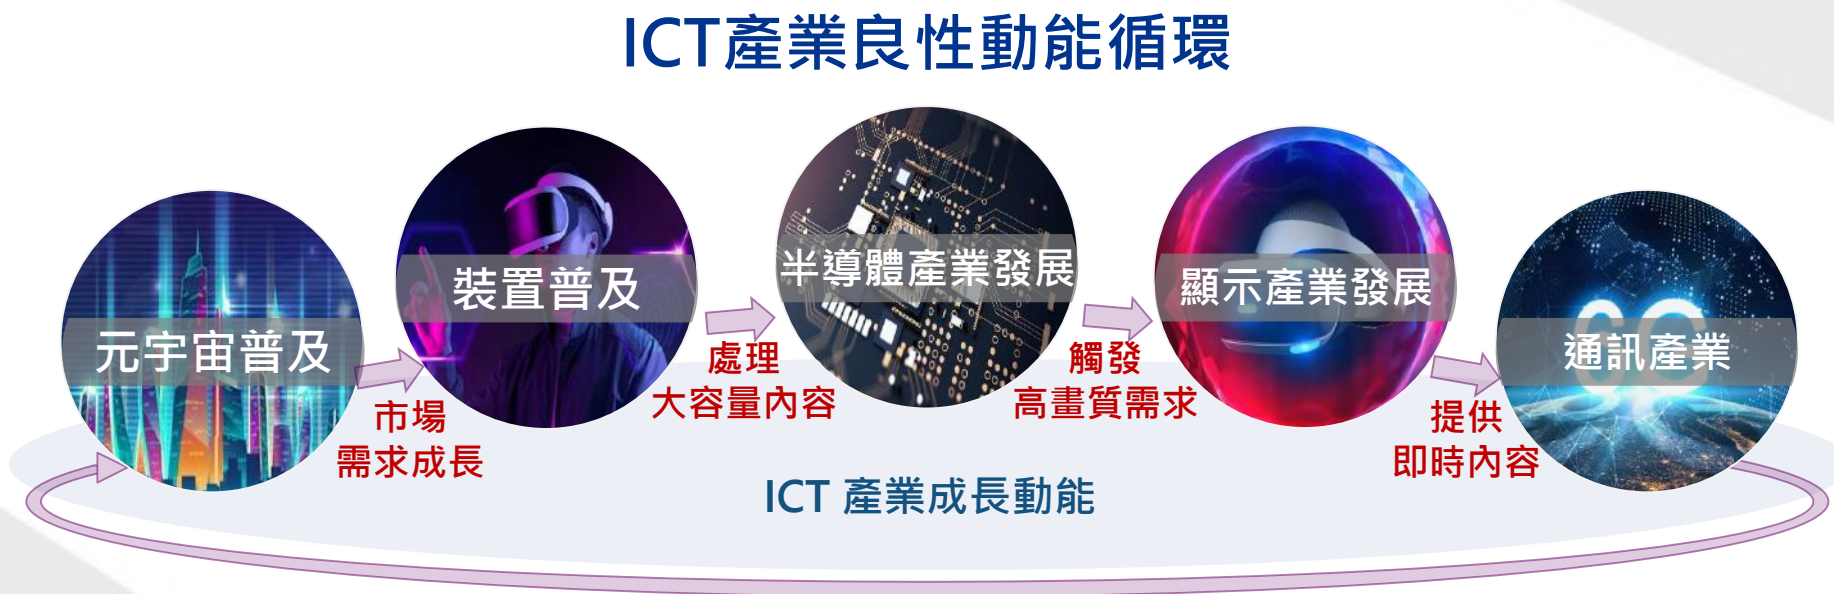 ICT產業良性動能循環
元宇宙普及
市場
需求成長
裝置普及
處理
大容量內容
半導體產業發展
觸發
高畫質需求
顯示產業發展
提供
即時內容
通訊產業
6G
ICT 產業成長動能